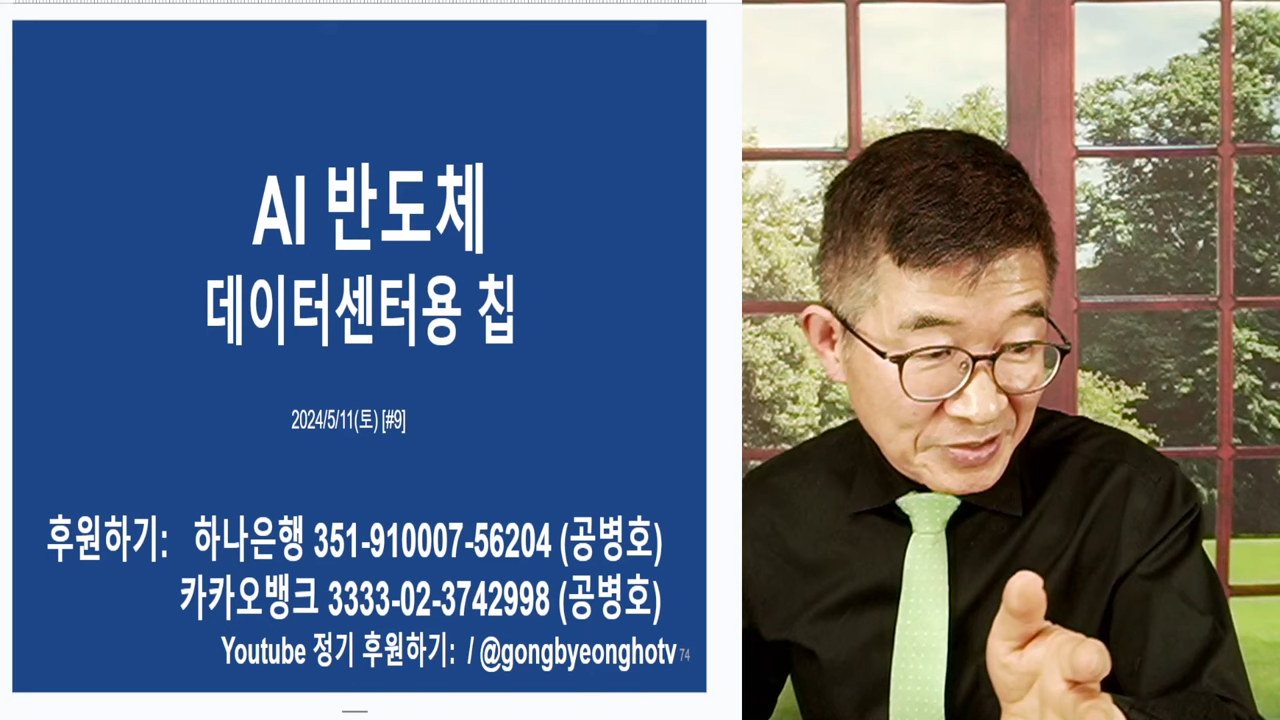 AI 반도체
데이터센터용 칩
2024/5/11(토) [#9]
후원하기: 하나은행 351-910007-56204 (공병호)
카카오뱅크 3333-02-3742998 (공병호)
Youtube 정기 후원하기: / @gongbyeonghotv 74